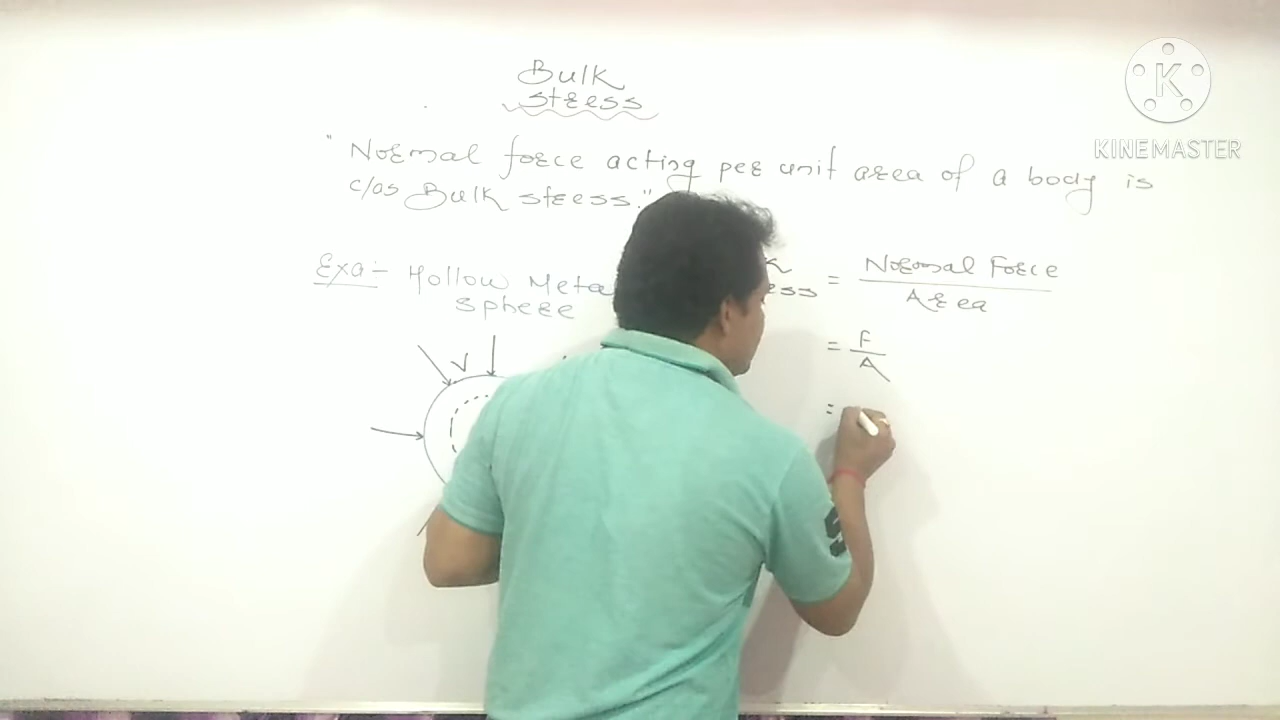 Bulk
stress
"Normal force acting per unit area of a body is
c/as Bulk stress."
Exa:- Hollow Meta
sphere
= Normal Force
Area
= F
A
=
V
K
KINEMASTER